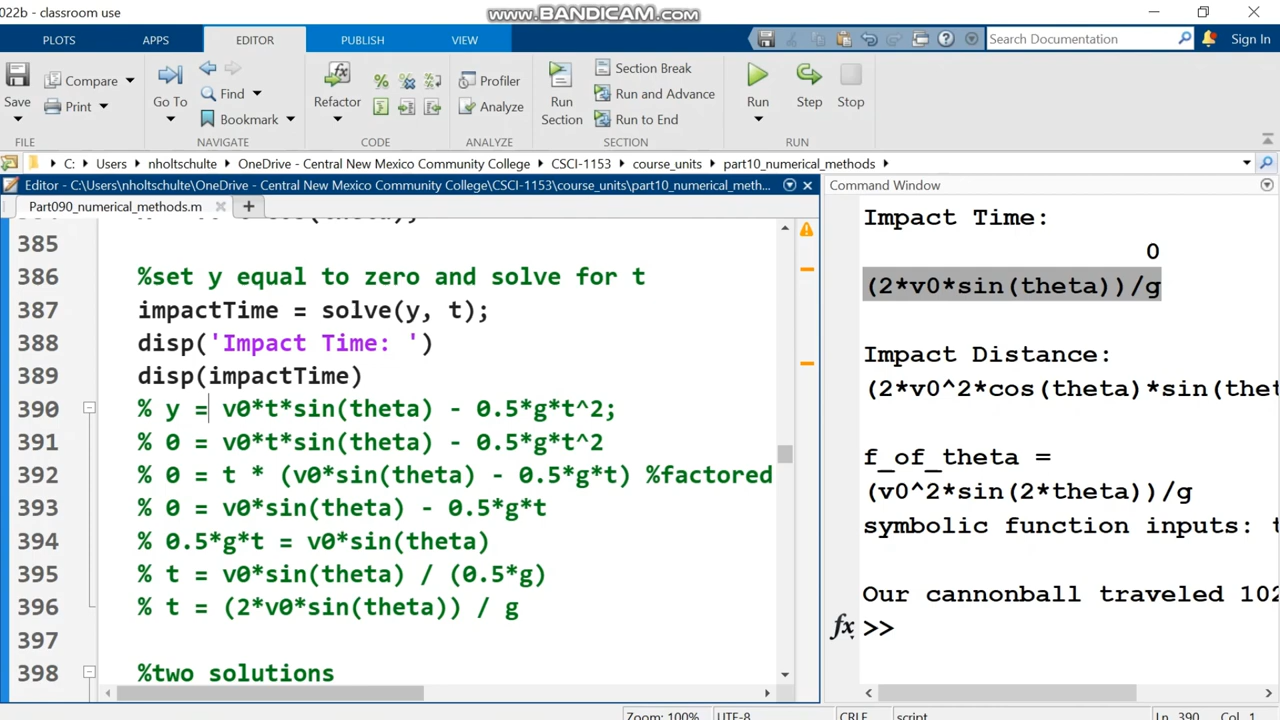 022b - classroom use
www.BANDICAM.com
PLOTS APPS EDITOR PUBLISH VIEW
Search Documentation
Sign In
Save
Compare
Print
FILE
Go To
Find
Bookmark
NAVIGATE
Refactor
CODE
Profiler
Analyze
ANALYZE
Run Section
Section Break
Run and Advance
Run to End
SECTION
Run
Step
Stop
RUN
C: Users nholtschulte OneDrive - Central New Mexico Community College CSCI-1153 course_units part10_numerical_methods
Editor - C:\Users\nholtschulte\OneDrive - Central New Mexico Community College\CSCI-1153\course_units\part10_numerical_meth...
Part090_numerical_methods.m
385
386 %set y equal to zero and solve for t
387 impactTime = solve(y, t);
388 disp('Impact Time: ')
389 disp(impactTime)
390 % y = v0*t*sin(theta) - 0.5*g*t^2;
391 % 0 = v0*t*sin(theta) - 0.5*g*t^2
392 % 0 = t * (v0*sin(theta) - 0.5*g*t) %factored
393 % 0 = v0*sin(theta) - 0.5*g*t
394 % 0.5*g*t = v0*sin(theta)
395 % t = v0*sin(theta) / (0.5*g)
396 % t = (2*v0*sin(theta)) / g
397
398 %two solutions
Command Window
Impact Time:
0
(2*v0*sin(theta))/g
Impact Distance:
(2*v0^2*cos(theta)*sin(thet
f_of_theta =
(v0^2*sin(2*theta))/g
symbolic function inputs: t
Our cannonball traveled 102
fx >>
Zoom: 100% UTF-8 CRLF script Ln 390 Col 1